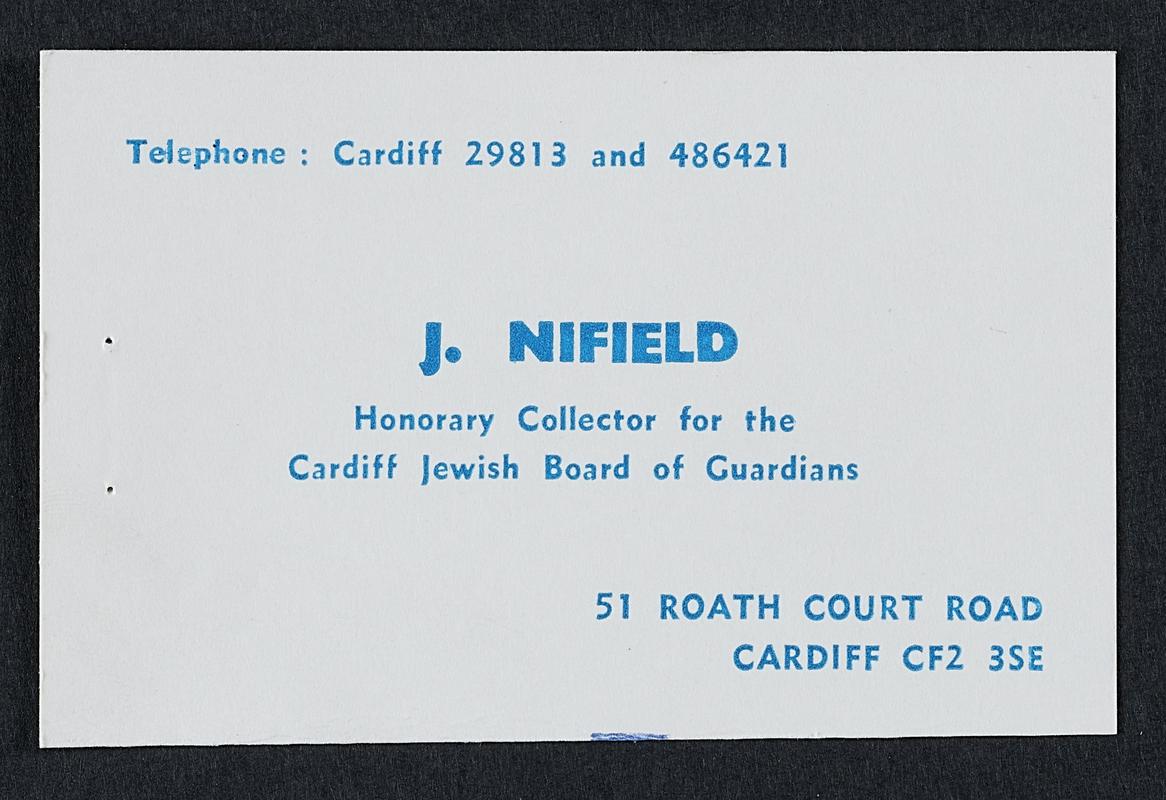 Telephone : Cardiff 29813 and 486421
J. NIFIELD
Honorary Collector for the
Cardiff Jewish Board of Guardians
51 ROATH COURT ROAD
CARDIFF CF2 3SE